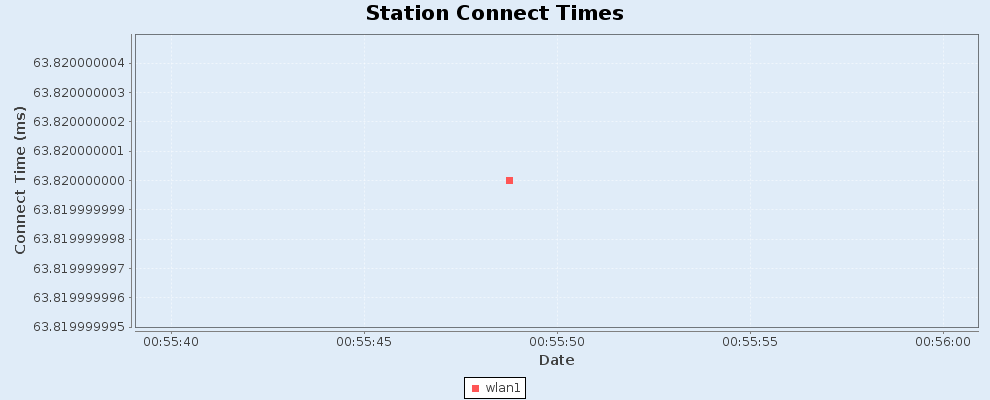 Station Connect Times
Connect Time (ms)
63.820000004
63.820000003
63.820000002
63.820000001
63.820000000
63.819999999
63.819999998
63.819999997
63.819999996
63.819999995
00:55:40 00:55:45 00:55:50 00:55:55 00:56:00
Date
wlan1